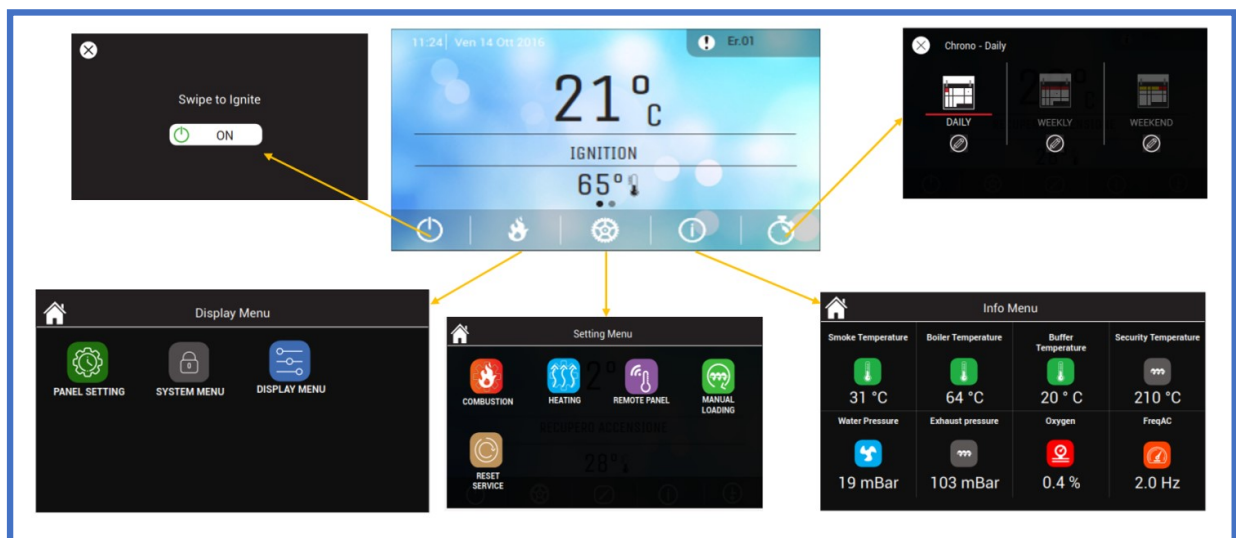 Swipe to Ignite
ON
11:24 Ven 14 Ott 2016
Er.01
21° C
IGNITION
65°
Chrono - Daily
DAILY WEEKLY WEEKEND
Display Menu
PANEL SETTING SYSTEM MENU DISPLAY MENU
Setting Menu
COMBUSTION HEATING REMOTE PANEL MANUAL
LOADING
RECUPERO ACCENSIONE
28°
RESET
SERVICE
Info Menu
Smoke Temperature Boiler Temperature Buffer
Temperature Security Temperature
31 °C 64 °C 20 ° C 210 °C
Water Pressure Exhaust pressure Oxygen FreqAC
19 mBar 103 mBar 0.4 % 2.0 Hz